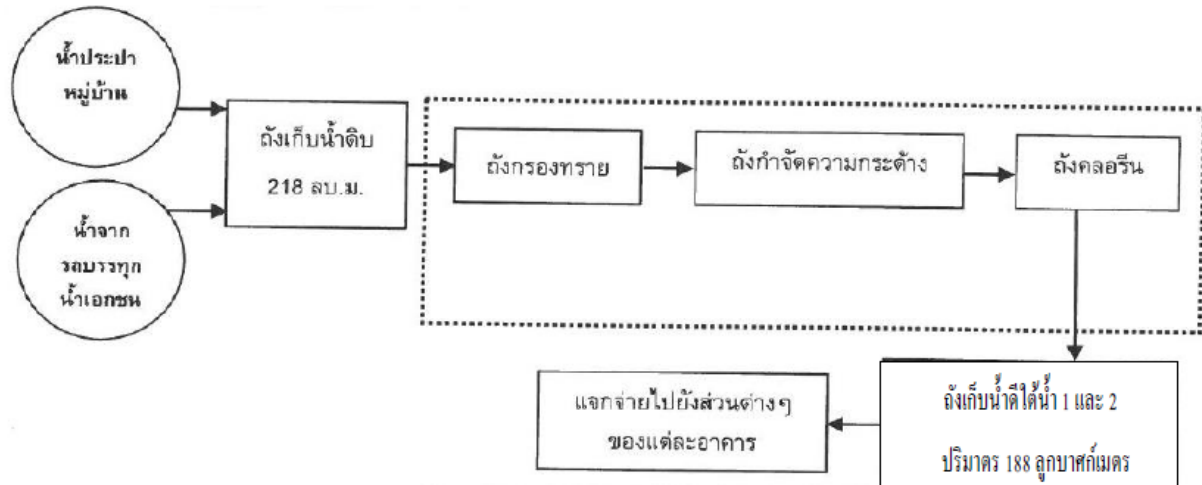 น้ำประปา
หมู่บ้าน
น้ำจาก
รถบรรทุก
น้ำเอกชน
ถังเก็บน้ำดิบ
218 ลบ.ม.
ถังกรองทราย
ถังกำจัดความกระด้าง
ถังคลอรีน
ถังเก็บน้ำดีใต้น้ำ 1 และ 2
ปริมาตร 188 ลูกบาศก์เมตร
แจกจ่ายไปยังส่วนต่างๆ
ของแต่ละอาคาร